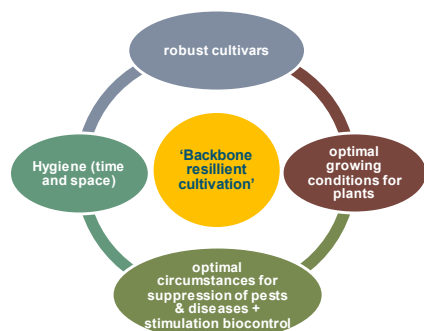 robust cultivars
optimal
growing
conditions for
plants
optimal
circumstances for
suppression of pests
& diseases +
stimulation biocontrol
Hygiene (time
and space)
‘Backbone
resillient
cultivation’